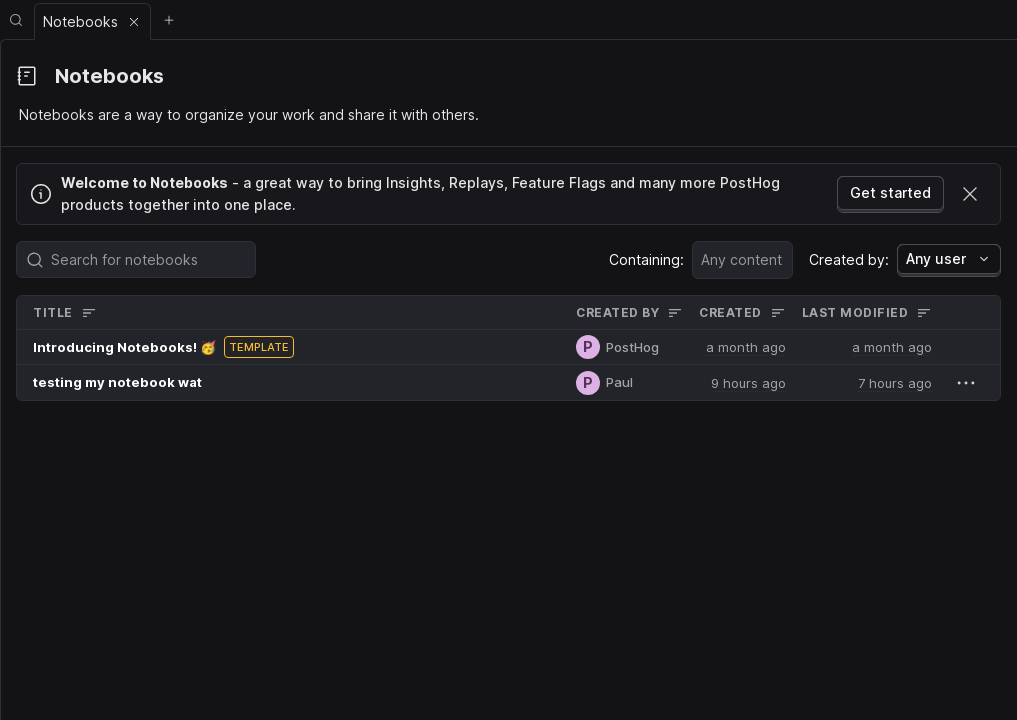 Notebooks
Notebooks
Notebooks are a way to organize your work and share it with others.
Welcome to Notebooks - a great way to bring Insights, Replays, Feature Flags and many more PostHog
products together into one place.
Get started
Search for notebooks
Containing: Any content Created by: Any user
TITLE CREATED BY CREATED LAST MODIFIED
Introducing Notebooks! 🥳 TEMPLATE P PostHog a month ago a month ago
testing my notebook wat P Paul 9 hours ago 7 hours ago